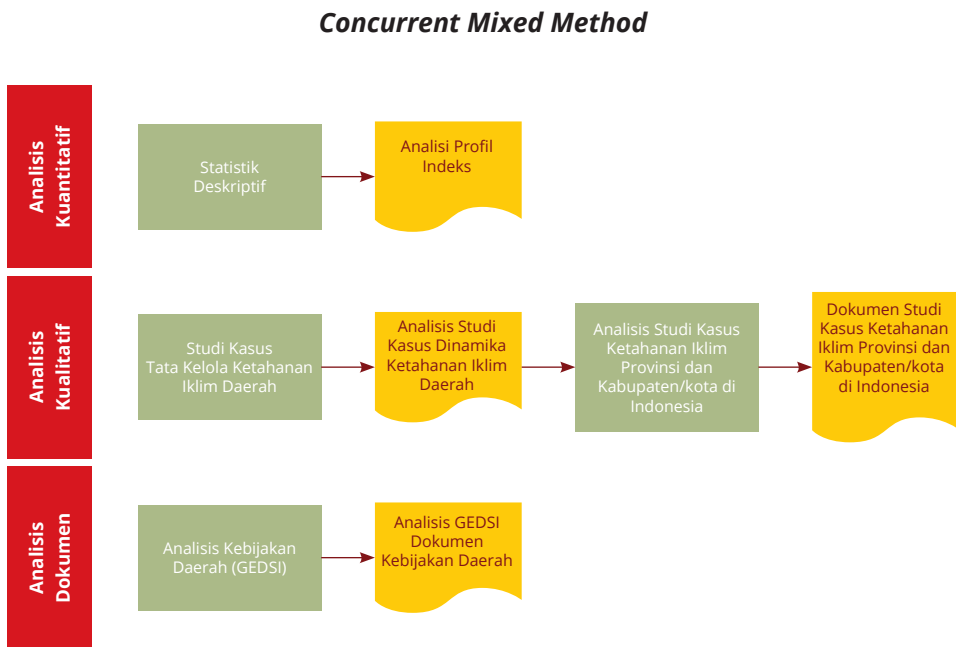 Concurrent Mixed Method
Analisis
Kuantitatif
Statistik
Deskriptif
Analisi Profil
Indeks
Analisis
Kualitatif
Studi Kasus
Tata Kelola Ketahanan
Iklim Daerah
Analisis Studi
Kasus Dinamika
Ketahanan Iklim
Daerah
Analisis Studi Kasus
Ketahanan Iklim
Provinsi dan
Kabupaten/kota di
Indonesia
Dokumen Studi
Kasus Ketahanan
Iklim Provinsi dan
Kabupaten/kota
di Indonesia
Analisis
Dokumen
Analisis Kebijakan
Daerah (GEDSI)
Analisis GEDSI
Dokumen
Kebijakan Daerah